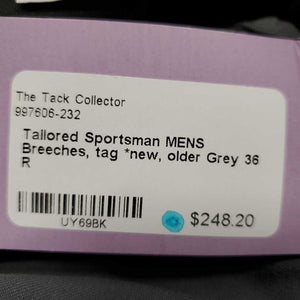 The Tack Collector
997606-232
Tailored Sportsman MENS
Breeches, tag *new, older Grey 36
R
UY69BK
$248.20